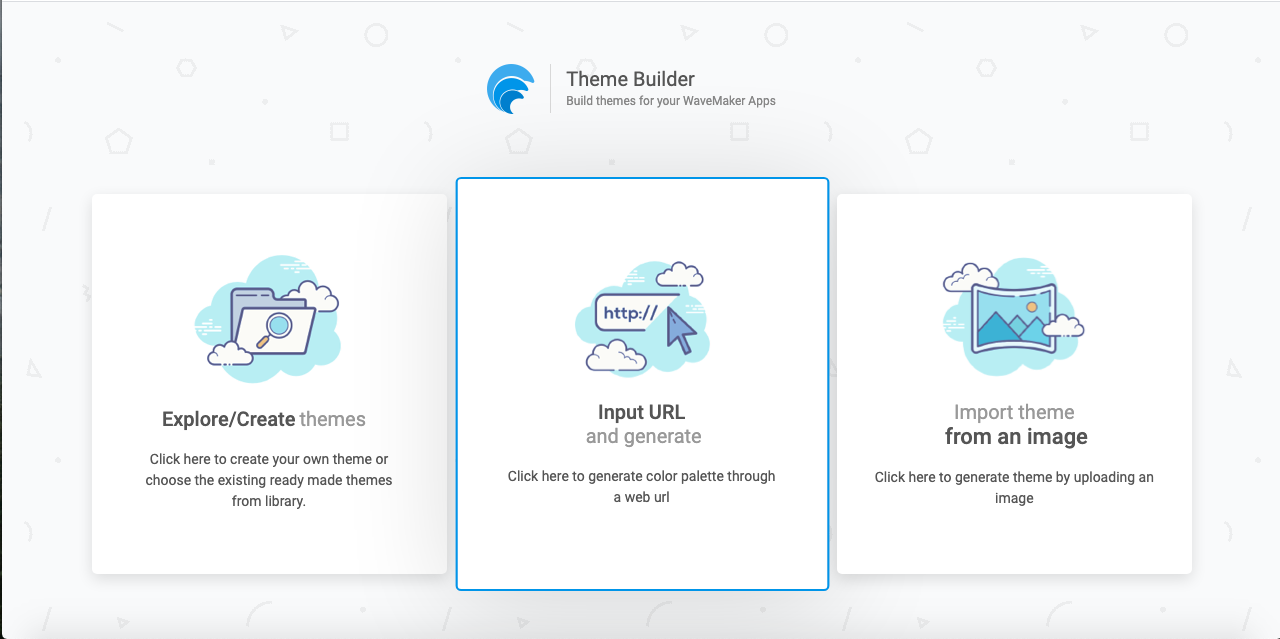 Theme Builder
Build themes for your WaveMaker Apps
Explore/Create themes
Click here to create your own theme or
choose the existing ready made themes
from library.
http://
Input URL
and generate
Click here to generate color palette through
a web url
Import theme
from an image
Click here to generate theme by uploading an
image